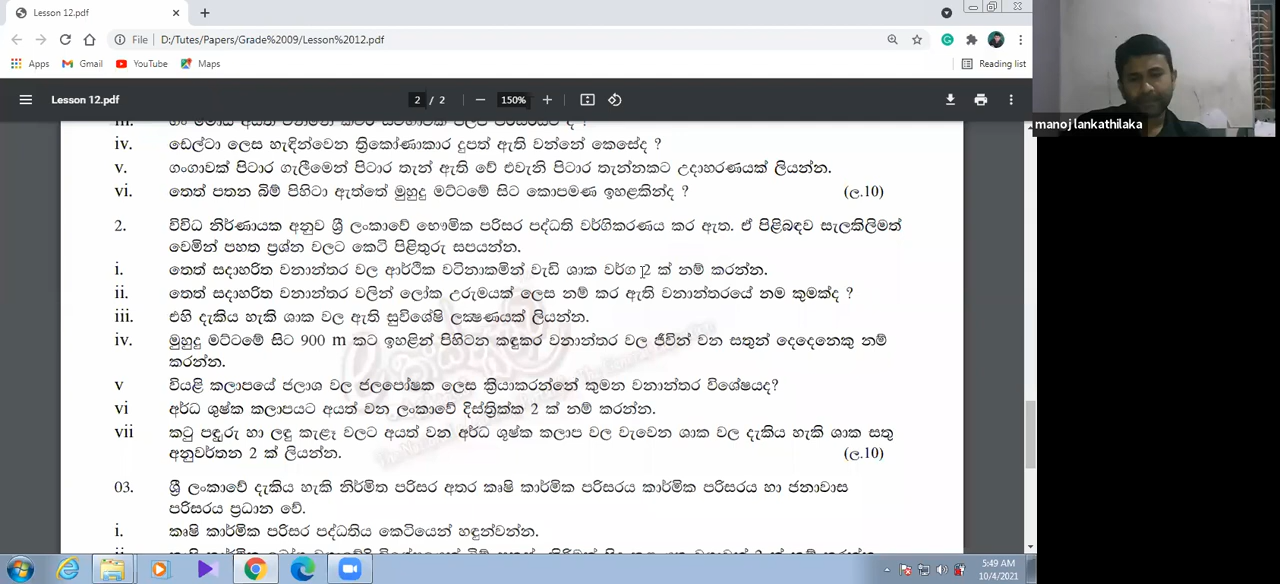 Lesson 12.pdf
File D:/Tutes/Papers/Grade%2009/Lesson%2012.pdf
Apps Gmail YouTube Maps Reading list
Lesson 12.pdf 2 / 2 150%
manoj lankathilaka
iv. ඩෙල්ටා ලෙස හැඳින්වෙන ත්‍රිකෝණාකාර දූපත් ඇති වන්නේ කෙසේද ?
v. ගංගාවක් පිටාර ගැලීමෙන් පිටාර තැන් ඇති වේ එවැනි පිටාර තැන්නකට උදාහරණයක් ලියන්න.
vi. තෙත් පතන බිම් පිහිටා ඇත්තේ මුහුදු මට්ටමේ සිට කොපමණ ඉහළකින්ද ? (ල.10)
2. විවිධ නිර්ණායක අනුව ශ්‍රී ලංකාවේ භෞමික පරිසර පද්ධති වර්ගිකරණය කර ඇත. ඒ පිළිබඳව සැලකිලිමත්
වෙමින් පහත ප්‍රශ්න වලට කෙටි පිළිතුරු සපයන්න.
i. තෙත් සදාහරිත වනාන්තර වල ආර්ථික වටිනාකමින් වැඩි ශාක වර්ග 2 ක් නම් කරන්න.
ii. තෙත් සදාහරිත වනාන්තර වලින් ලෝක උරුමයක් ලෙස නම් කර ඇති වනාන්තරයේ නම කුමක්ද ?
iii. එහි දැකිය හැකි ශාක වල ඇති සුවිශේෂි ලක්‍ෂණයක් ලියන්න.
iv. මුහුදු මට්ටමේ සිට 900 m කට ඉහළින් පිහිටන කඳුකර වනාන්තර වල ජීවින් වන සතුන් දෙදෙනෙකු නම්
කරන්න.
v වියළි කලාපයේ ජලාශ වල ජලපෝෂක ලෙස ක්‍රියාකරන්නේ කුමන වනාන්තර විශේෂයද?
vi අර්ධ ශුෂ්ක කලාපයට අයත් වන ලංකාවේ දිස්ත්‍රික්ක 2 ක් නම් කරන්න.
vii කටු පඳුරු හා ලඳු කැළෑ වලට අයත් වන අර්ධ ශුෂ්ක කලාප වල වැවෙන ශාක වල දැකිය හැකි ශාක සතු
අනුවර්තන 2 ක් ලියන්න. (ල.10)
03. ශ්‍රී ලංකාවේ දැකිය හැකි නිර්මිත පරිසර අතර කෘෂි කාර්මික පරිසරය කාර්මික පරිසරය හා ජනාවාස
පරිසරය ප්‍රධාන වේ.
i. කෘෂි කාර්මික පරිසර පද්ධතිය කෙටියෙන් හඳුන්වන්න.
5:49 AM
10/4/2021